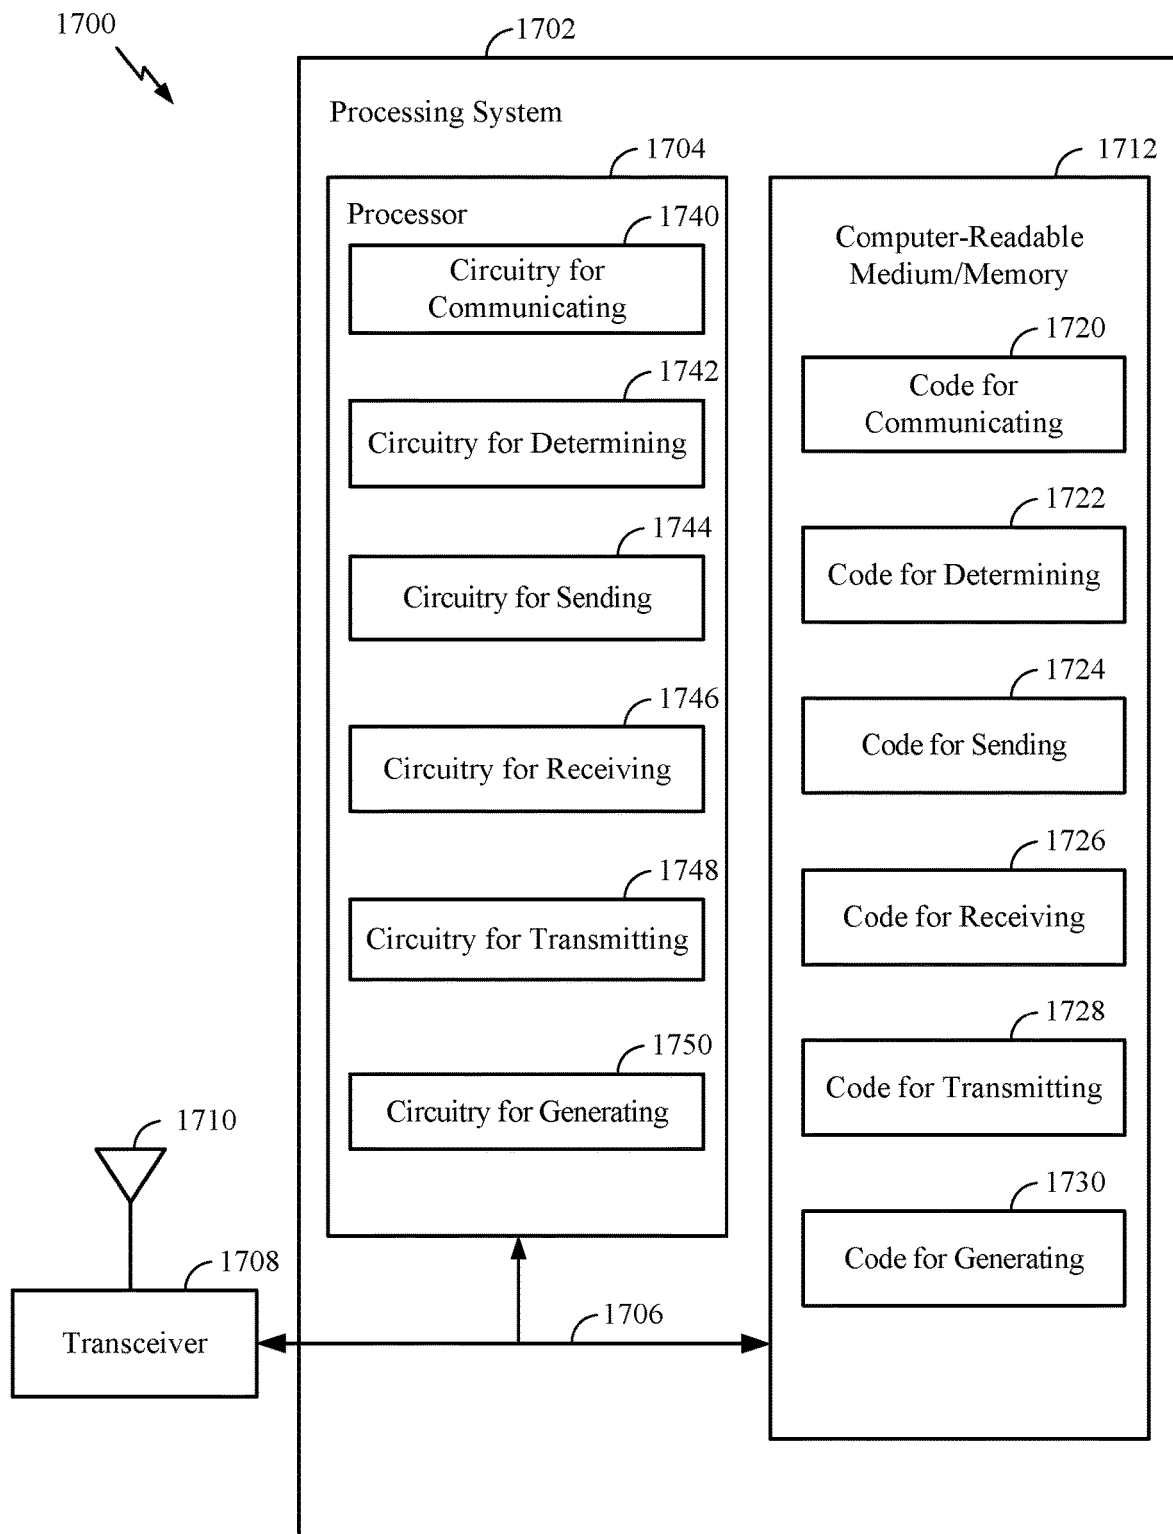 1700
1702
Processing System
1704
Processor
1740
Circuitry for
Communicating
1742
Circuitry for Determining
1744
Circuitry for Sending
1746
Circuitry for Receiving
1748
Circuitry for Transmitting
1750
Circuitry for Generating
1712
Computer-Readable
Medium/Memory
1720
Code for
Communicating
1722
Code for Determining
1724
Code for Sending
1726
Code for Receiving
1728
Code for Transmitting
1730
Code for Generating
1710
1708
Transceiver
1706